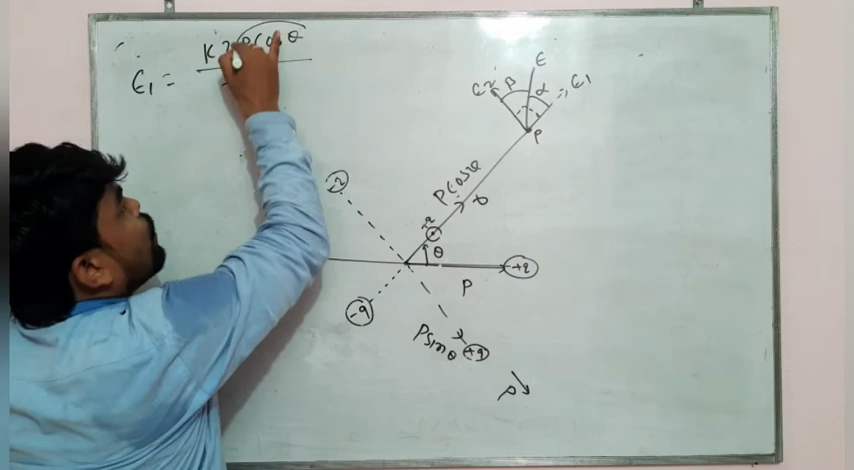 E₁ = K2PCosθ
E
E₂ β α E₁
P
PCosθ
r
+
θ
+q
P
-q
PSinθ +q
P